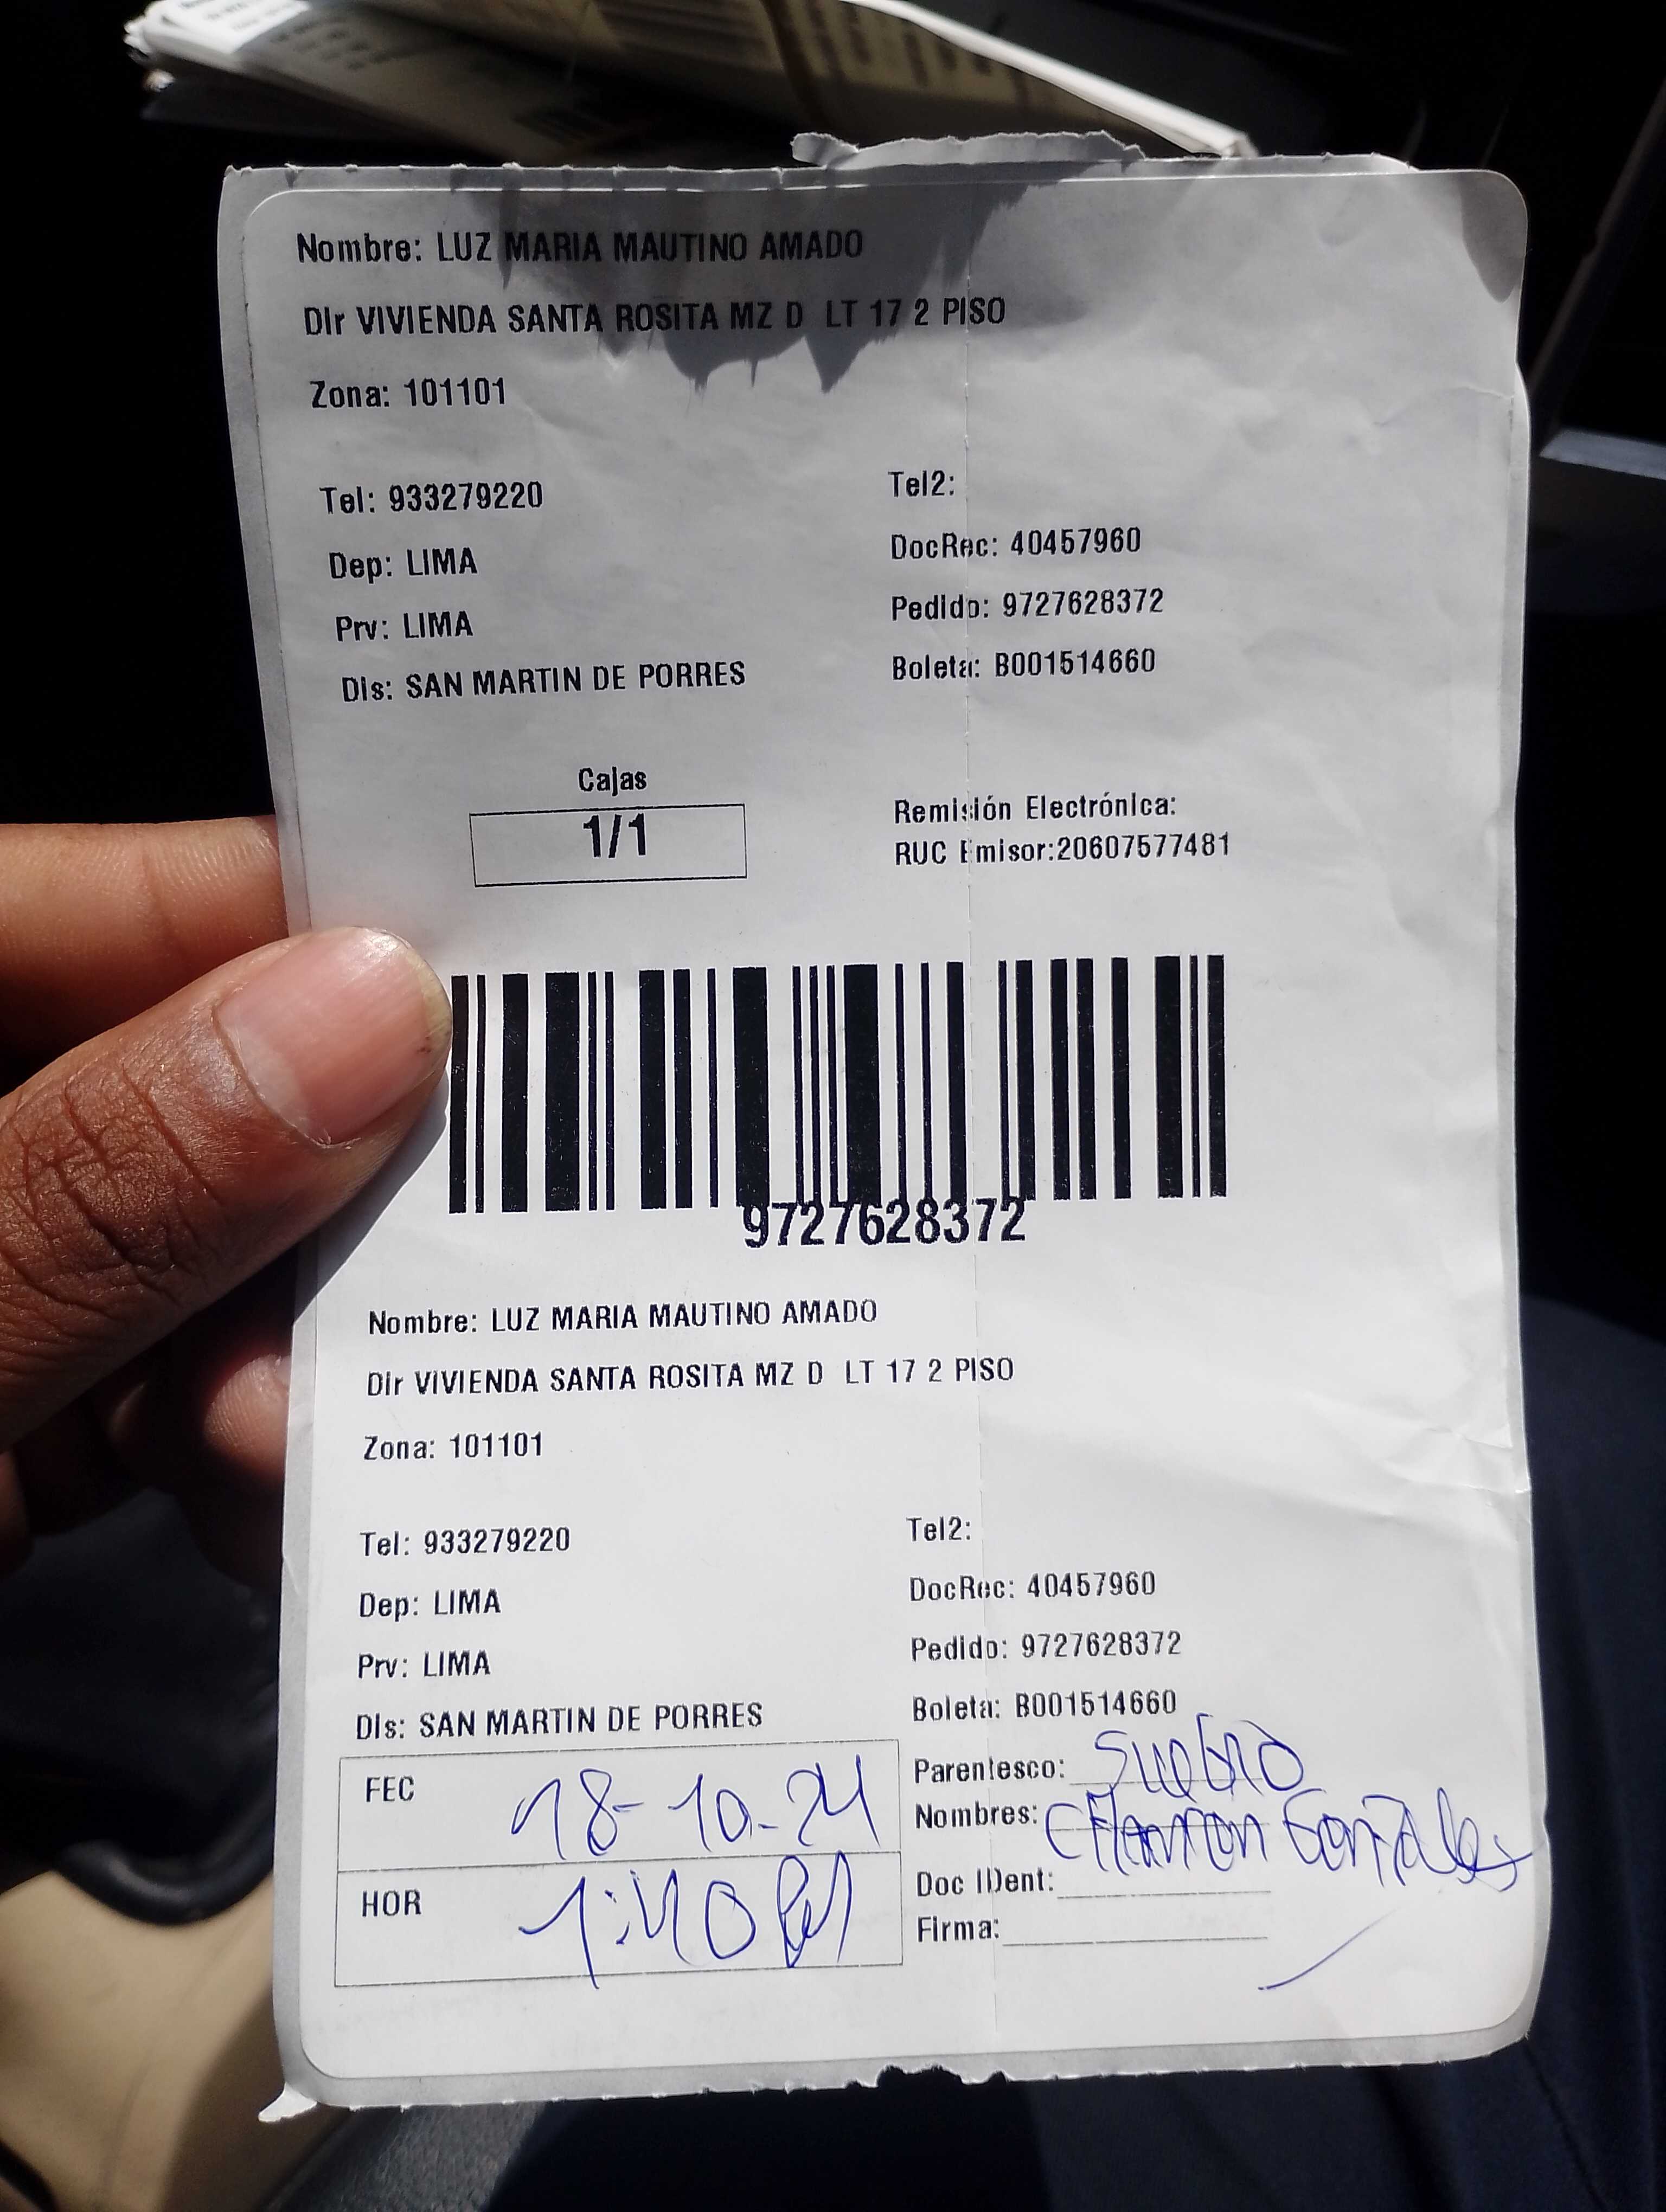 Nombre: LUZ MARIA MAUTINO AMADO
Dir VIVIENDA SANTA ROSITA MZ D LT 17 2 PISO
Zona: 101101
Tel: 933279220
Tel2:
Dep: LIMA
DocRec: 40457960
Prv: LIMA
Pedido: 9727628372
Dis: SAN MARTIN DE PORRES
Boleta: B001514660
Cajas
1/1
Remisión Electrónica:
RUC Emisor:20607577481
9727628372
Nombre: LUZ MARIA MAUTINO AMADO
Dir VIVIENDA SANTA ROSITA MZ D LT 17 2 PISO
Zona: 101101
Tel: 933279220
Tel2:
Dep: LIMA
DocRec: 40457960
Prv: LIMA
Pedido: 9727628372
Dis: SAN MARTIN DE PORRES
Boleta: B001514660
FEC 18-10-24
Parentesco: Suegro
Nombres: Gonzales
HOR 1:40 PM
Doc IDent:
Firma: